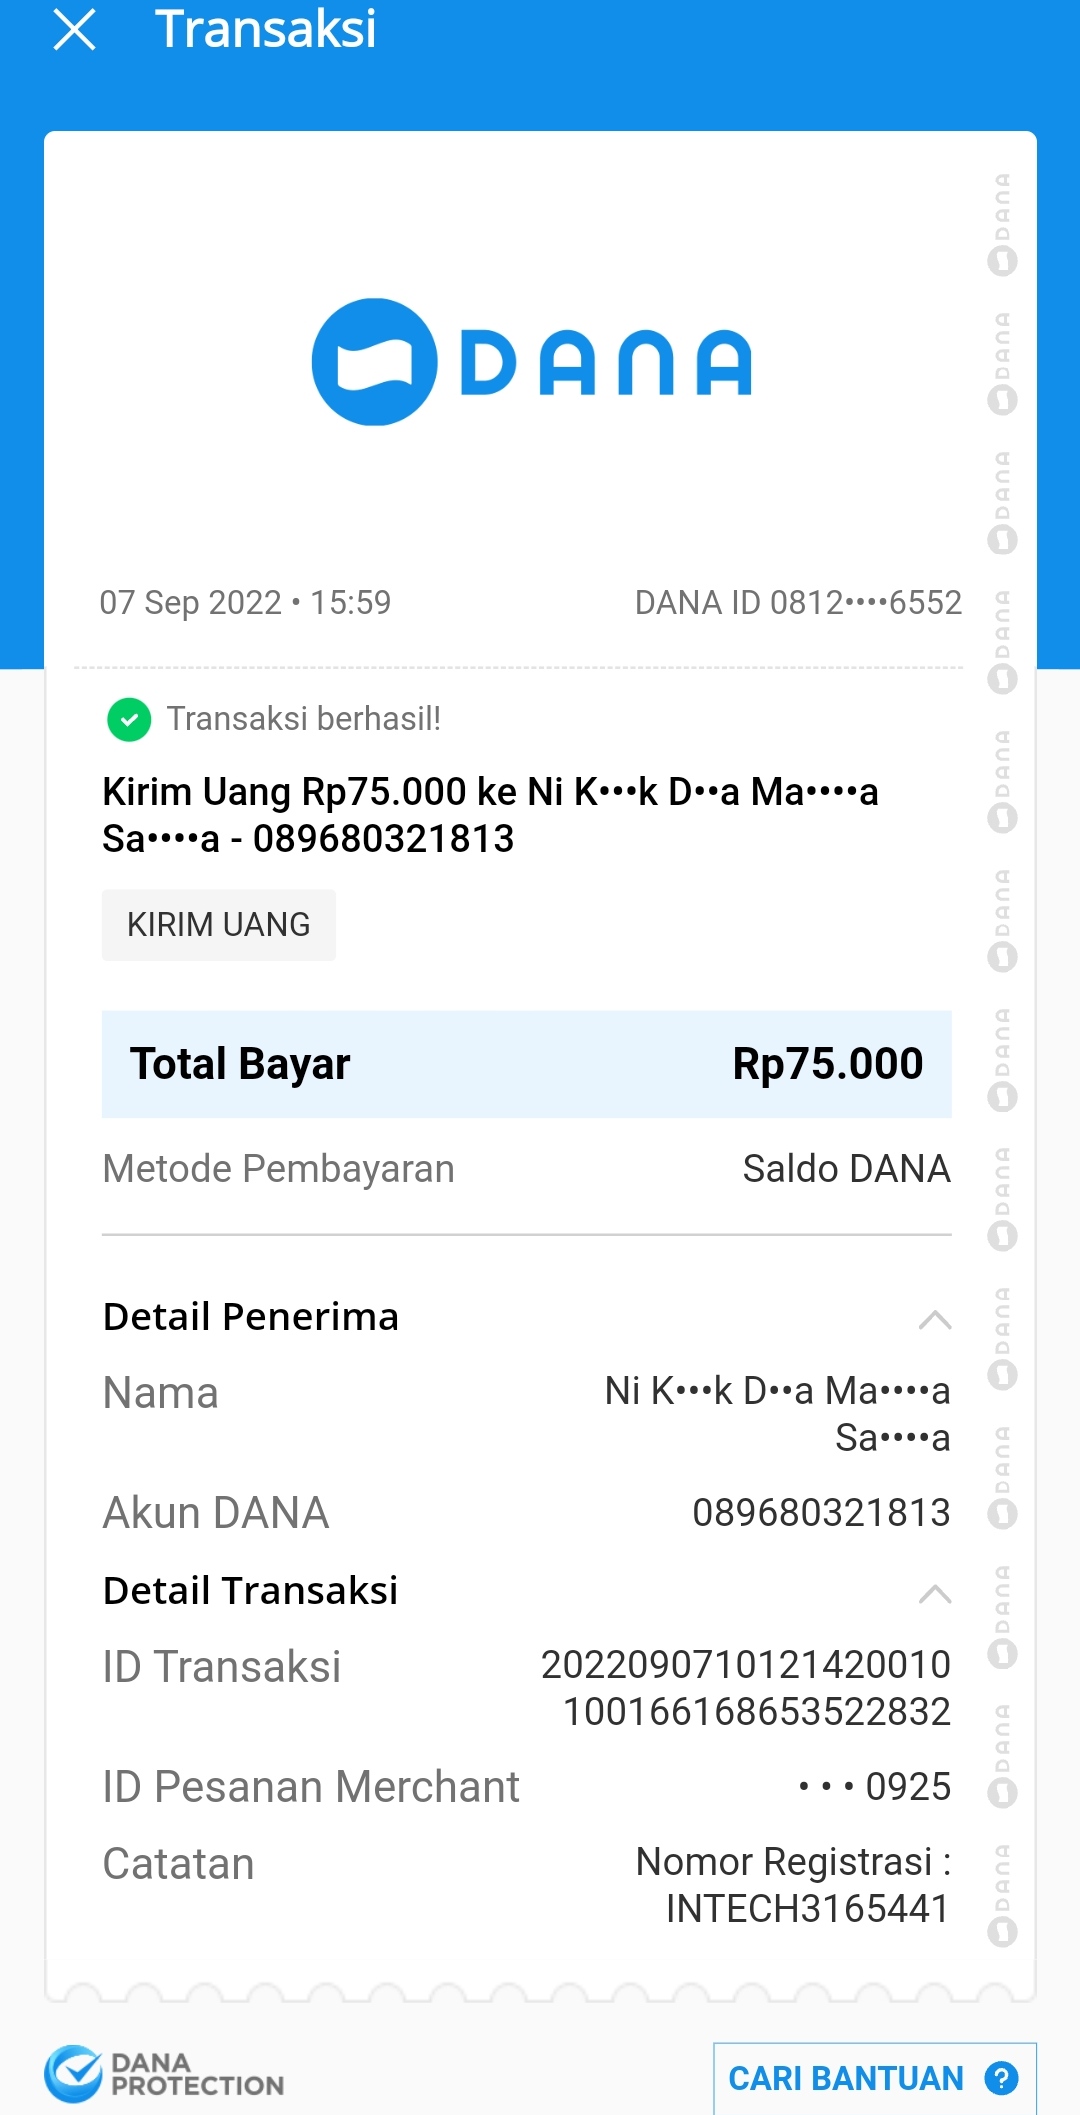 Transaksi
DANA
07 Sep 2022 • 15:59
DANA ID 0812••••6552
Transaksi berhasil!
Kirim Uang Rp75.000 ke Ni K•••k D••a Ma••••a
Sa••••a - 089680321813
KIRIM UANG
Total Bayar
Rp75.000
Metode Pembayaran
Saldo DANA
Detail Penerima
Nama
Ni K•••k D••a Ma••••a
Sa••••a
Akun DANA
089680321813
Detail Transaksi
ID Transaksi
2022090710121420010
100166168653522832
ID Pesanan Merchant
• • • 0925
Catatan
Nomor Registrasi :
INTECH3165441
DANA
PROTECTION
CARI BANTUAN ?
DANA
DANA
DANA
DANA
DANA
DANA
DANA
DANA
DANA
DANA
DANA
DANA
DANA